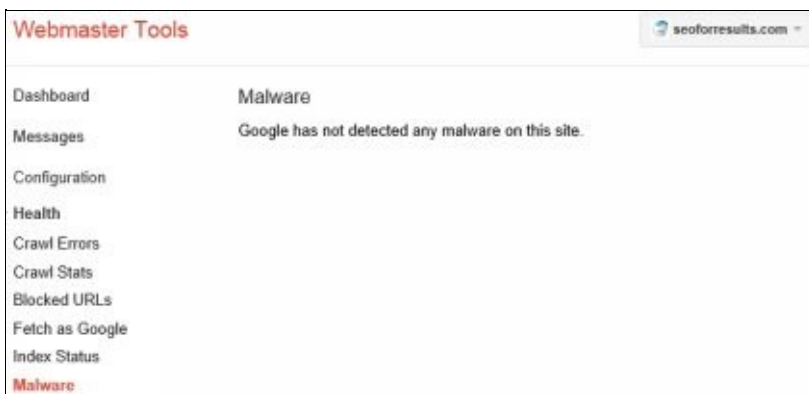 Webmaster Tools
seoforresults.com
Dashboard
Messages
Configuration
Health
Crawl Errors
Crawl Stats
Blocked URLs
Fetch as Google
Index Status
Malware
Malware
Google has not detected any malware on this site.